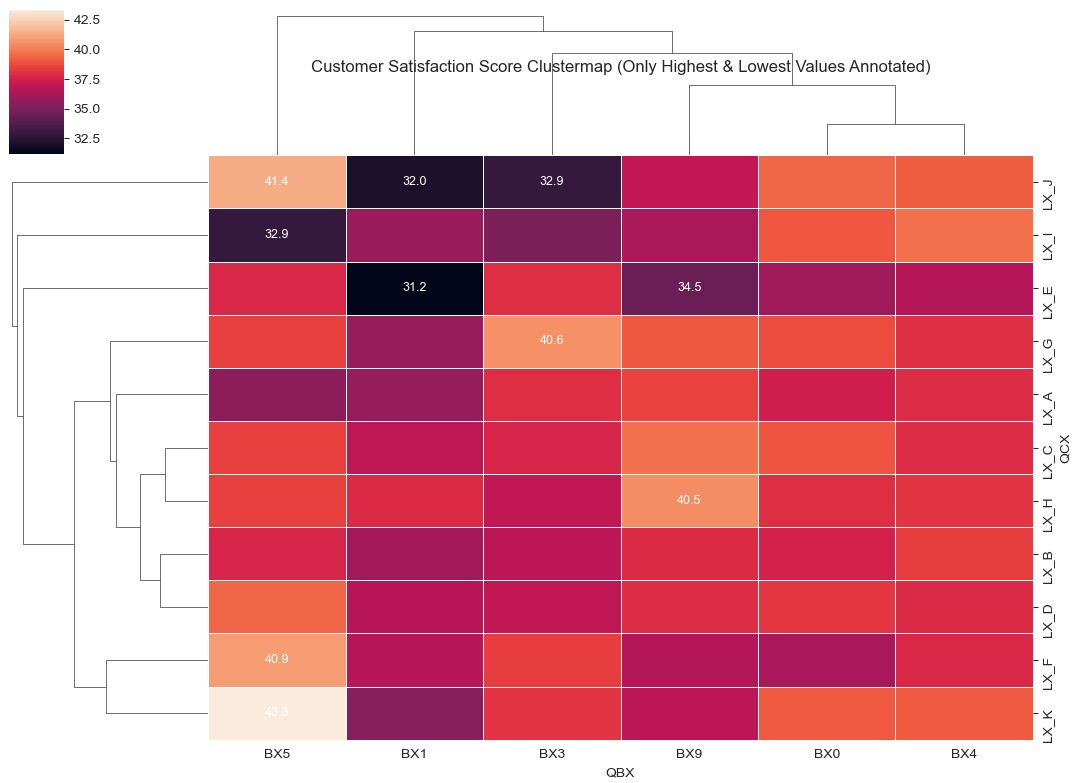 42.5
40.0
37.5
35.0
32.5
Customer Satisfaction Score Clustermap (Only Highest & Lowest Values Annotated)
41.4 32.0 32.9
32.9
31.2 34.5
40.6
40.5
40.9
43.3
LX_J
LX_I
LX_E
LX_G
LX_A
LX_C
LX_H
LX_B
LX_D
LX_F
LX_K
QCX
BX5 BX1 BX3 BX9 BX0 BX4
QBX